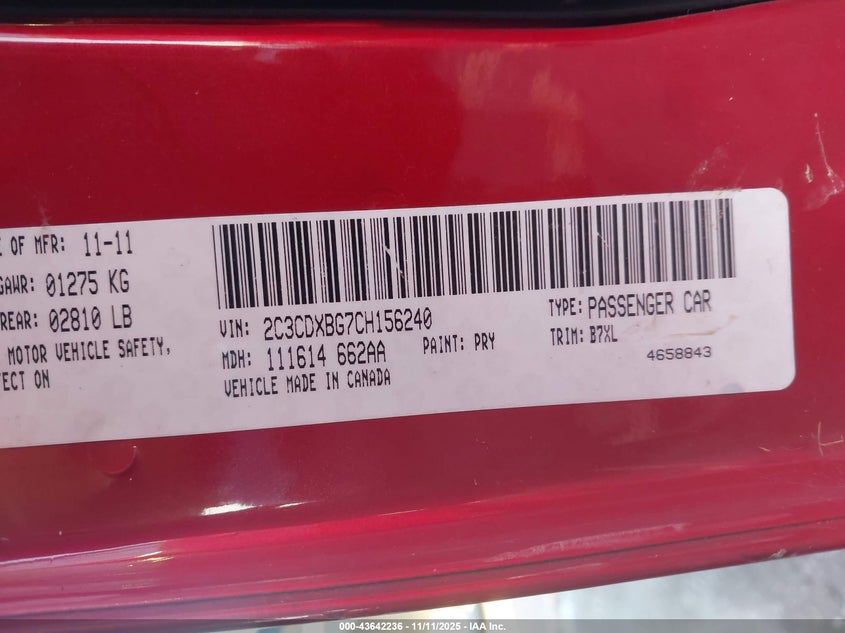 E OF MFR: 11-11
GAWR: 01275 KG
REAR: 02810 LB
MOTOR VEHICLE SAFETY,
FECT ON
VIN: 2C3CDXBG7CH156240
TYPE: PASSENGER CAR
MDH: 111614 662AA
PAINT: PRY
TRIM: B7XL
VEHICLE MADE IN CANADA
4658843
000-43642236 - 11/11/2025 - IAA Inc.